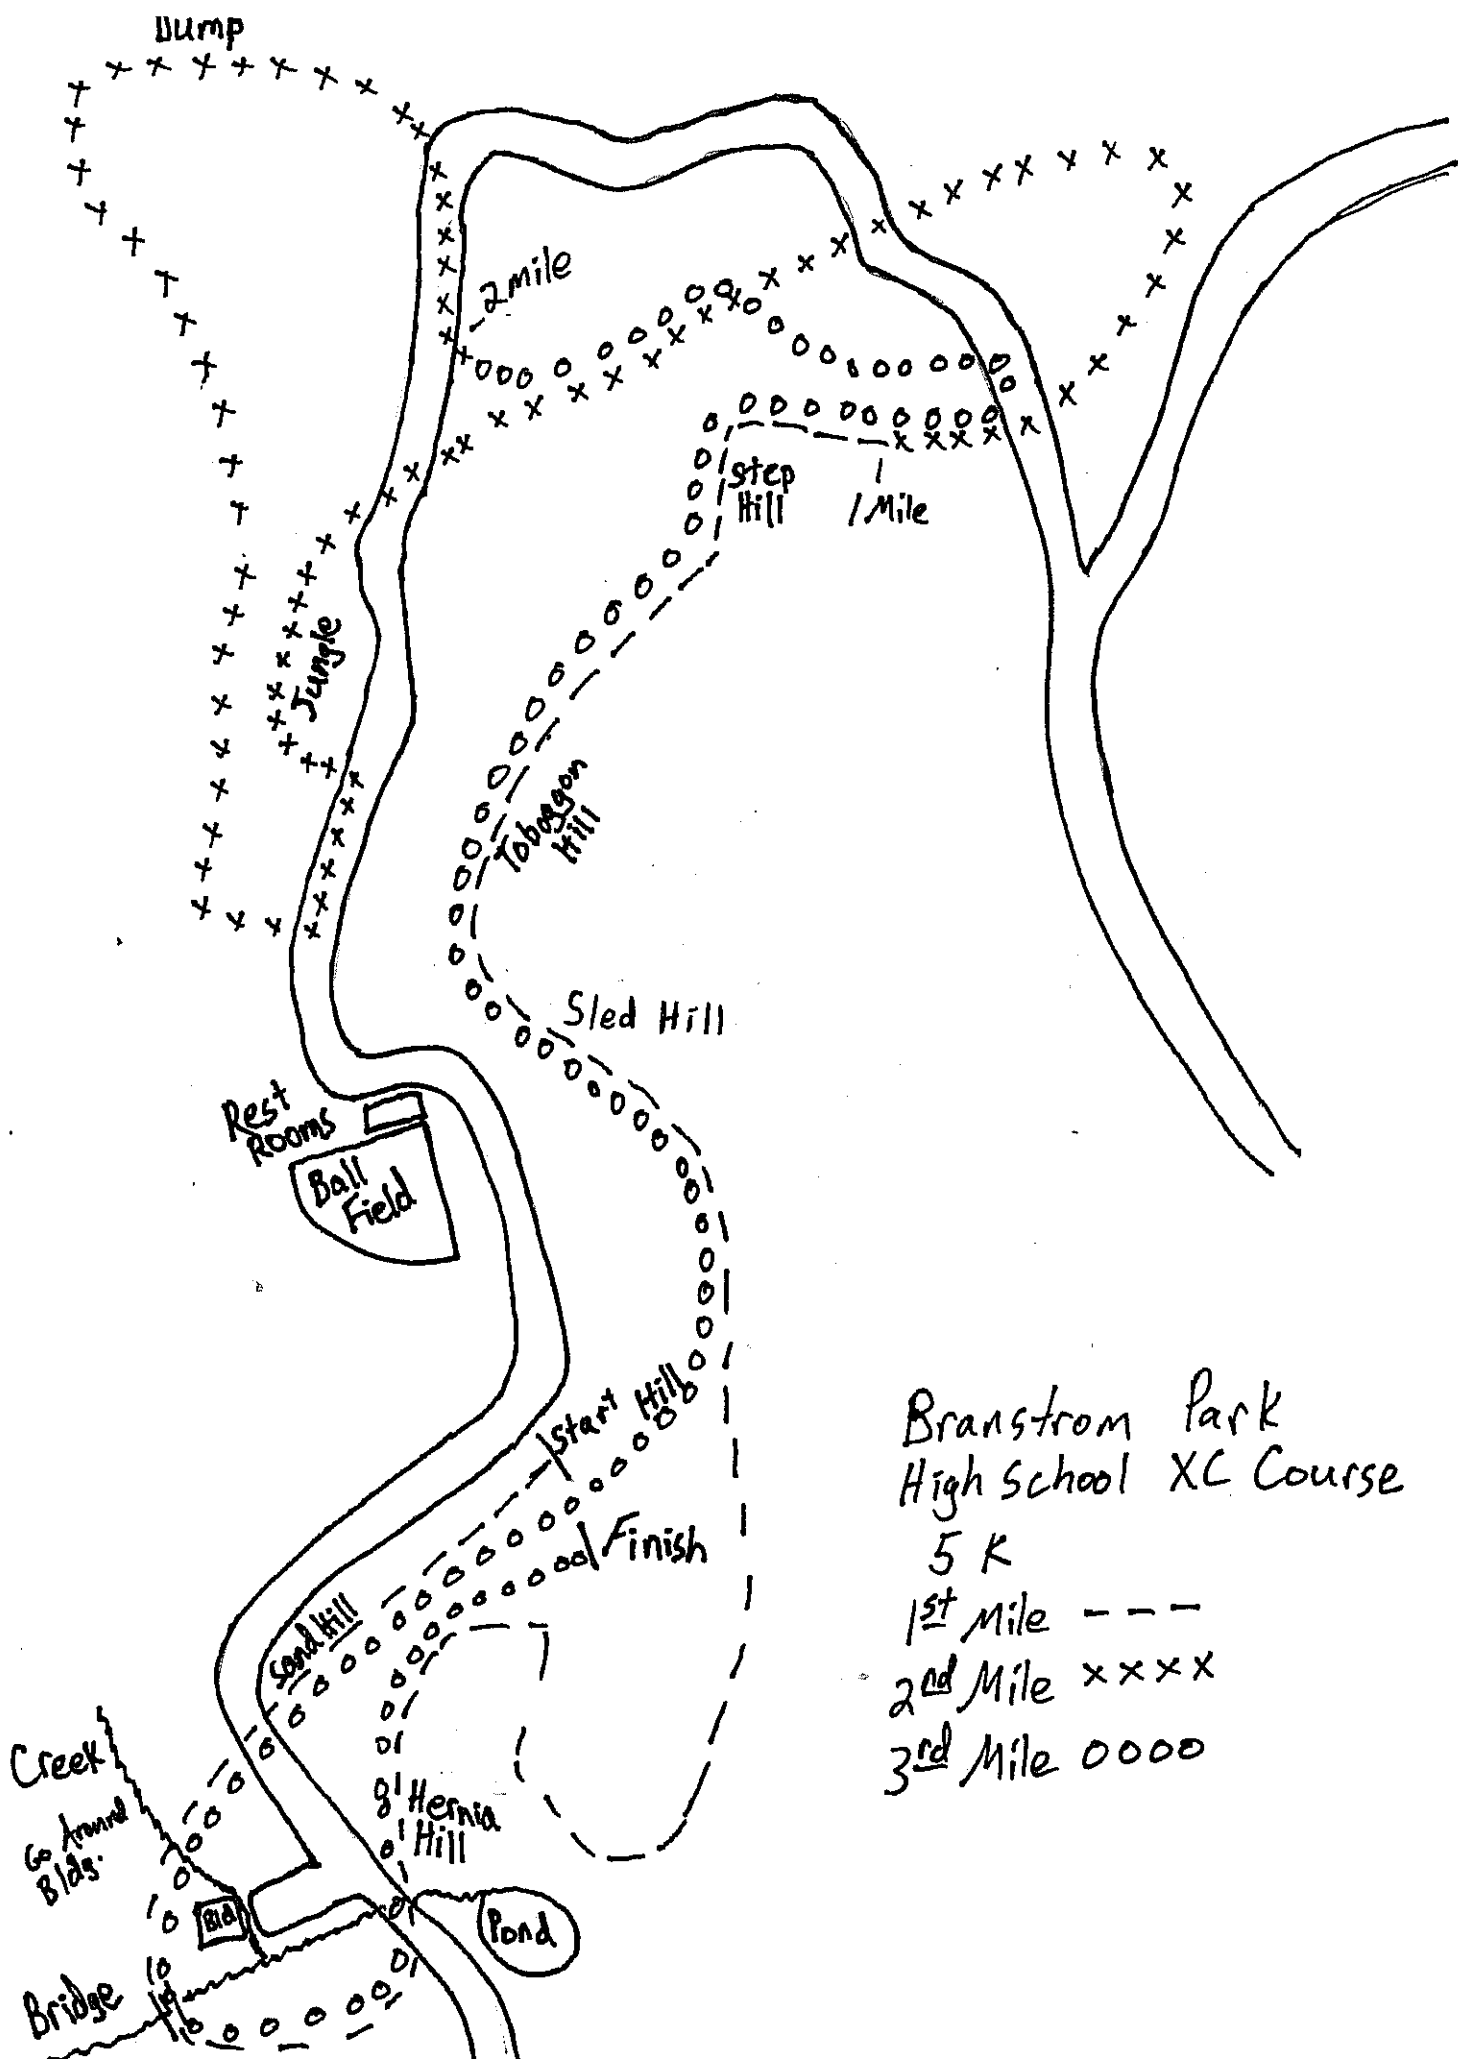 Dump
2 mile
Step
Hill
1 Mile
Jungle
Toboggon
Hill
Sled Hill
Rest
Rooms
Ball
Field
Start Hill
Finish
Sand Hill
Branstrom Park
High School XC Course
5 K
1st Mile - - -
2nd Mile xxxx
3rd Mile 0000
Creek
Go Around
Bldg.
Bld
Hernia
Hill
Pond
Bridge